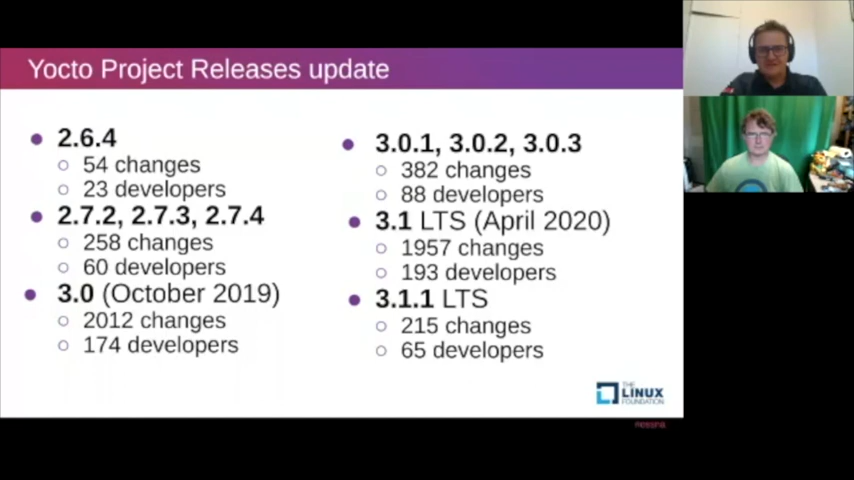 Yocto Project Releases update
2.6.4
54 changes
23 developers
2.7.2, 2.7.3, 2.7.4
258 changes
60 developers
3.0 (October 2019)
2012 changes
174 developers
3.0.1, 3.0.2, 3.0.3
382 changes
88 developers
3.1 LTS (April 2020)
1957 changes
193 developers
3.1.1 LTS
215 changes
65 developers
THE
LINUX
FOUNDATION